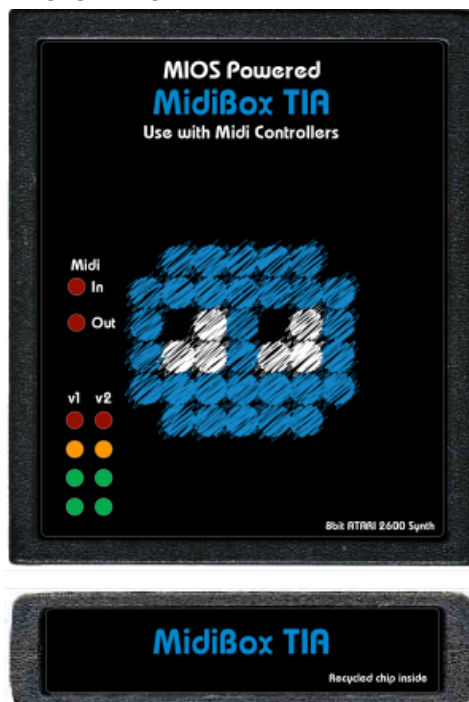 MIOS Powered
MidiBox TIA
Use with Midi Controllers
Midi
In
Out
v1 v2
8bit ATARI 2600 Synth
MidiBox TIA
Recycled chip inside